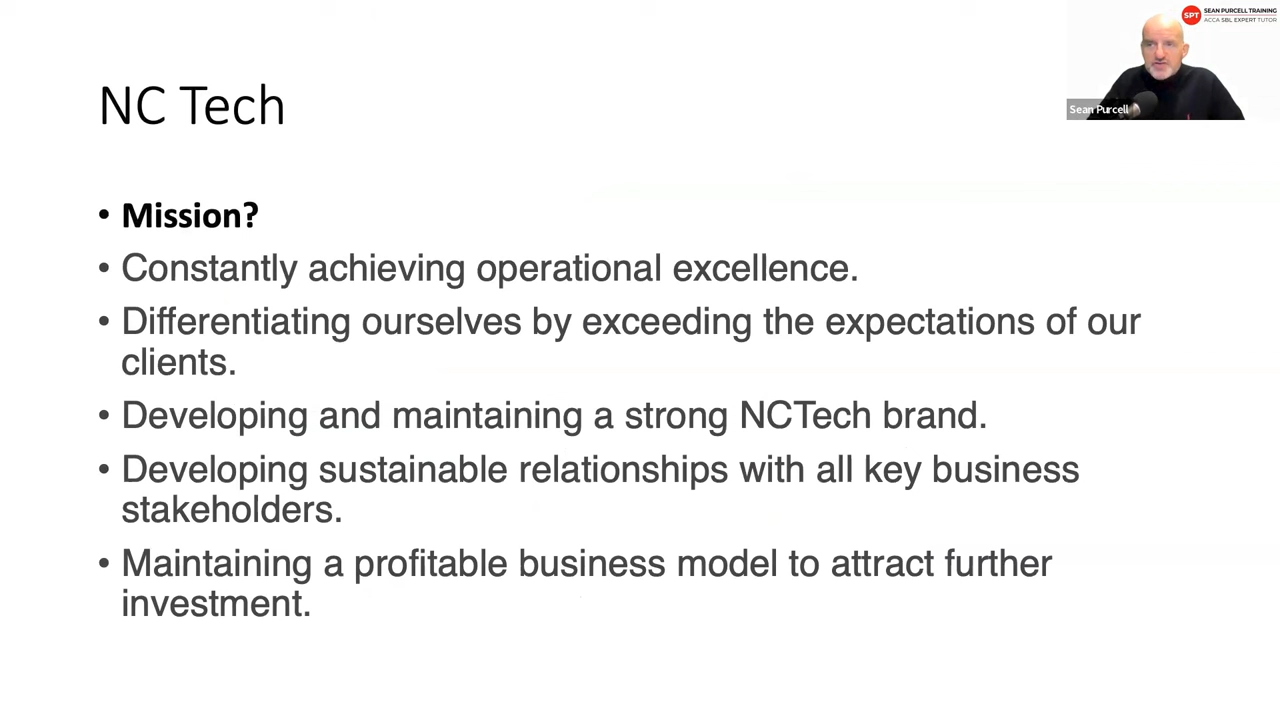 SPT SEAN PURCELL TRAINING
ACCA SBL EXPERT TUTOR
Sean Purcell
NC Tech
• Mission?
• Constantly achieving operational excellence.
• Differentiating ourselves by exceeding the expectations of our
clients.
• Developing and maintaining a strong NCTech brand.
• Developing sustainable relationships with all key business
stakeholders.
• Maintaining a profitable business model to attract further
investment.